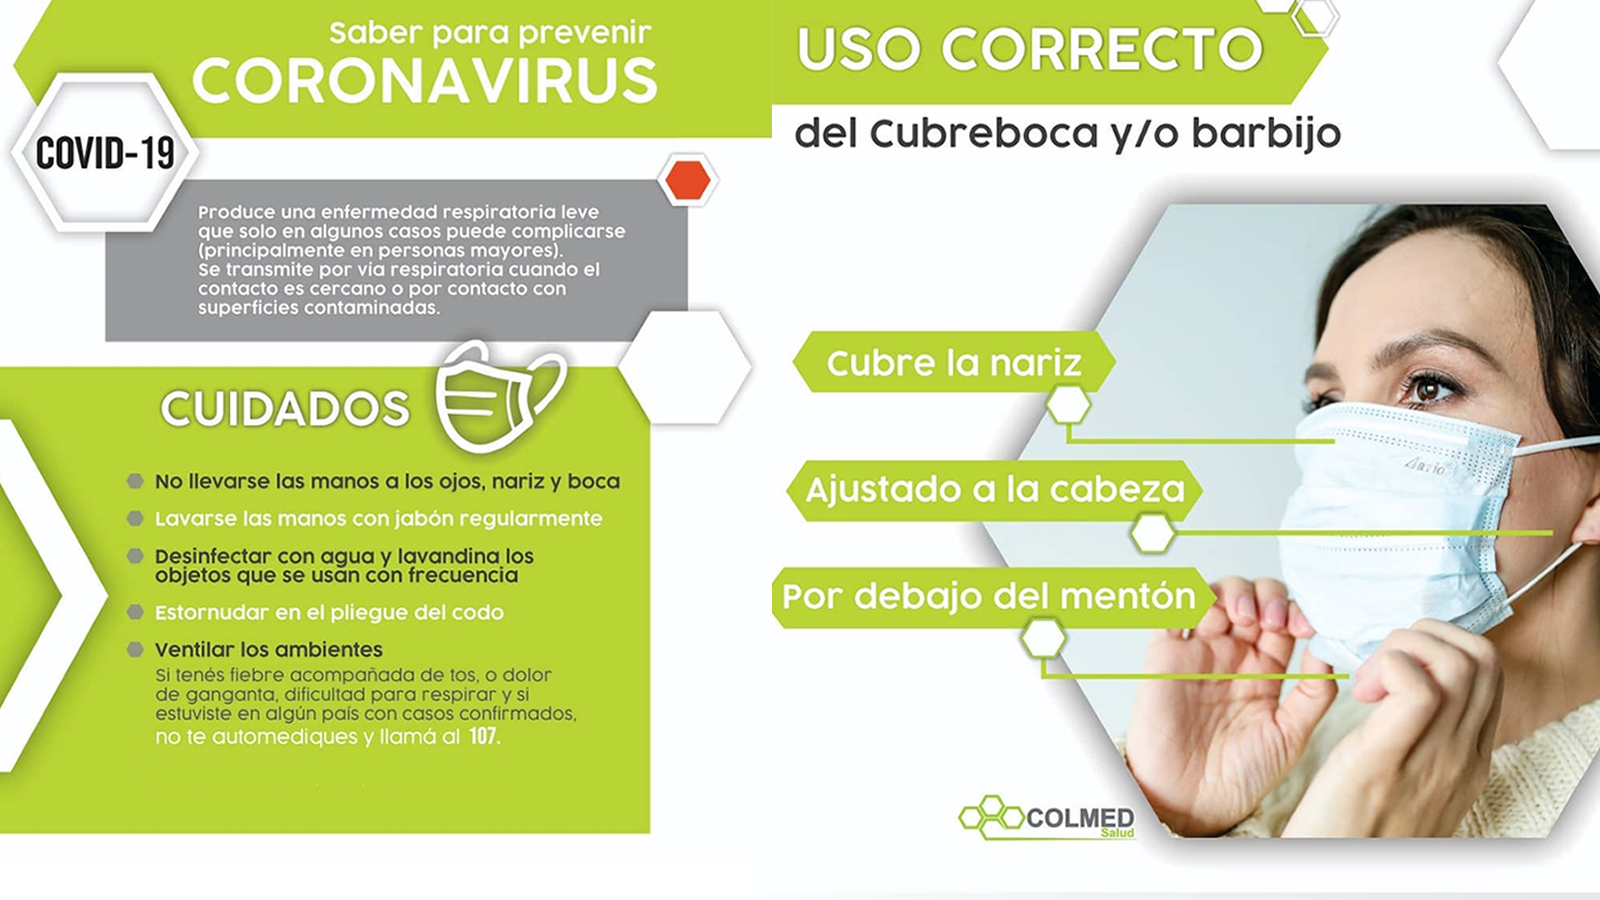 Saber para prevenir
CORONAVIRUS
COVID-19
Produce una enfermedad respiratoria leve
que solo en algunos casos puede complicarse
(principalmente en personas mayores).
Se transmite por vía respiratoria cuando el
contacto es cercano o por contacto con
superficies contaminadas.
CUIDADOS
No llevarse las manos a los ojos, nariz y boca
Lavarse las manos con jabón regularmente
Desinfectar con agua y lavandina los
objetos que se usan con frecuencia
Estornudar en el pliegue del codo
Ventilar los ambientes
Si tenés fiebre acompañada de tos, o dolor
de ganganta, dificultad para respirar y si
estuviste en algún país con casos confirmados,
no te automediques y llamá al 107.
USO CORRECTO
del Cubreboca y/o barbijo
Cubre la nariz
Ajustado a la cabeza
Por debajo del mentón
COLMED
Salud